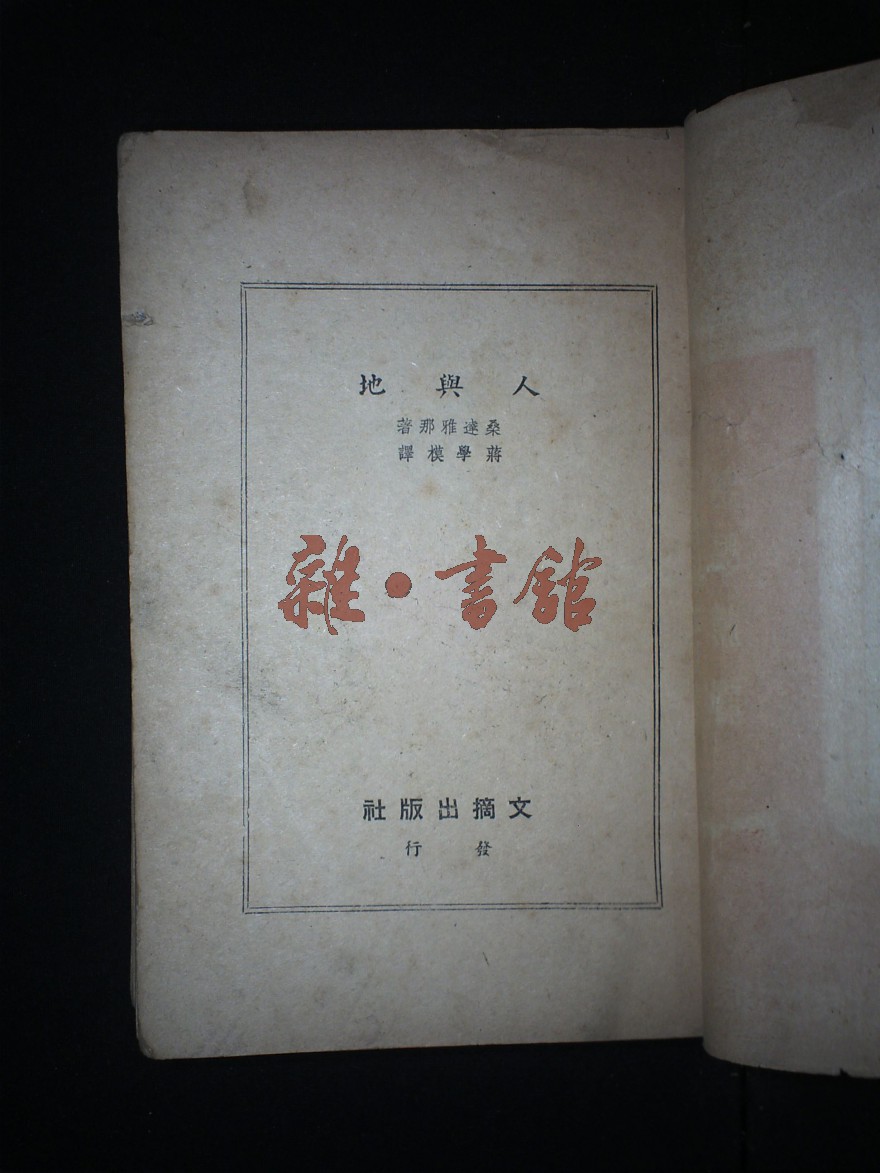 人與地
桑達雅那著
蔣學模譯
雜·書館
文摘出版社
發行